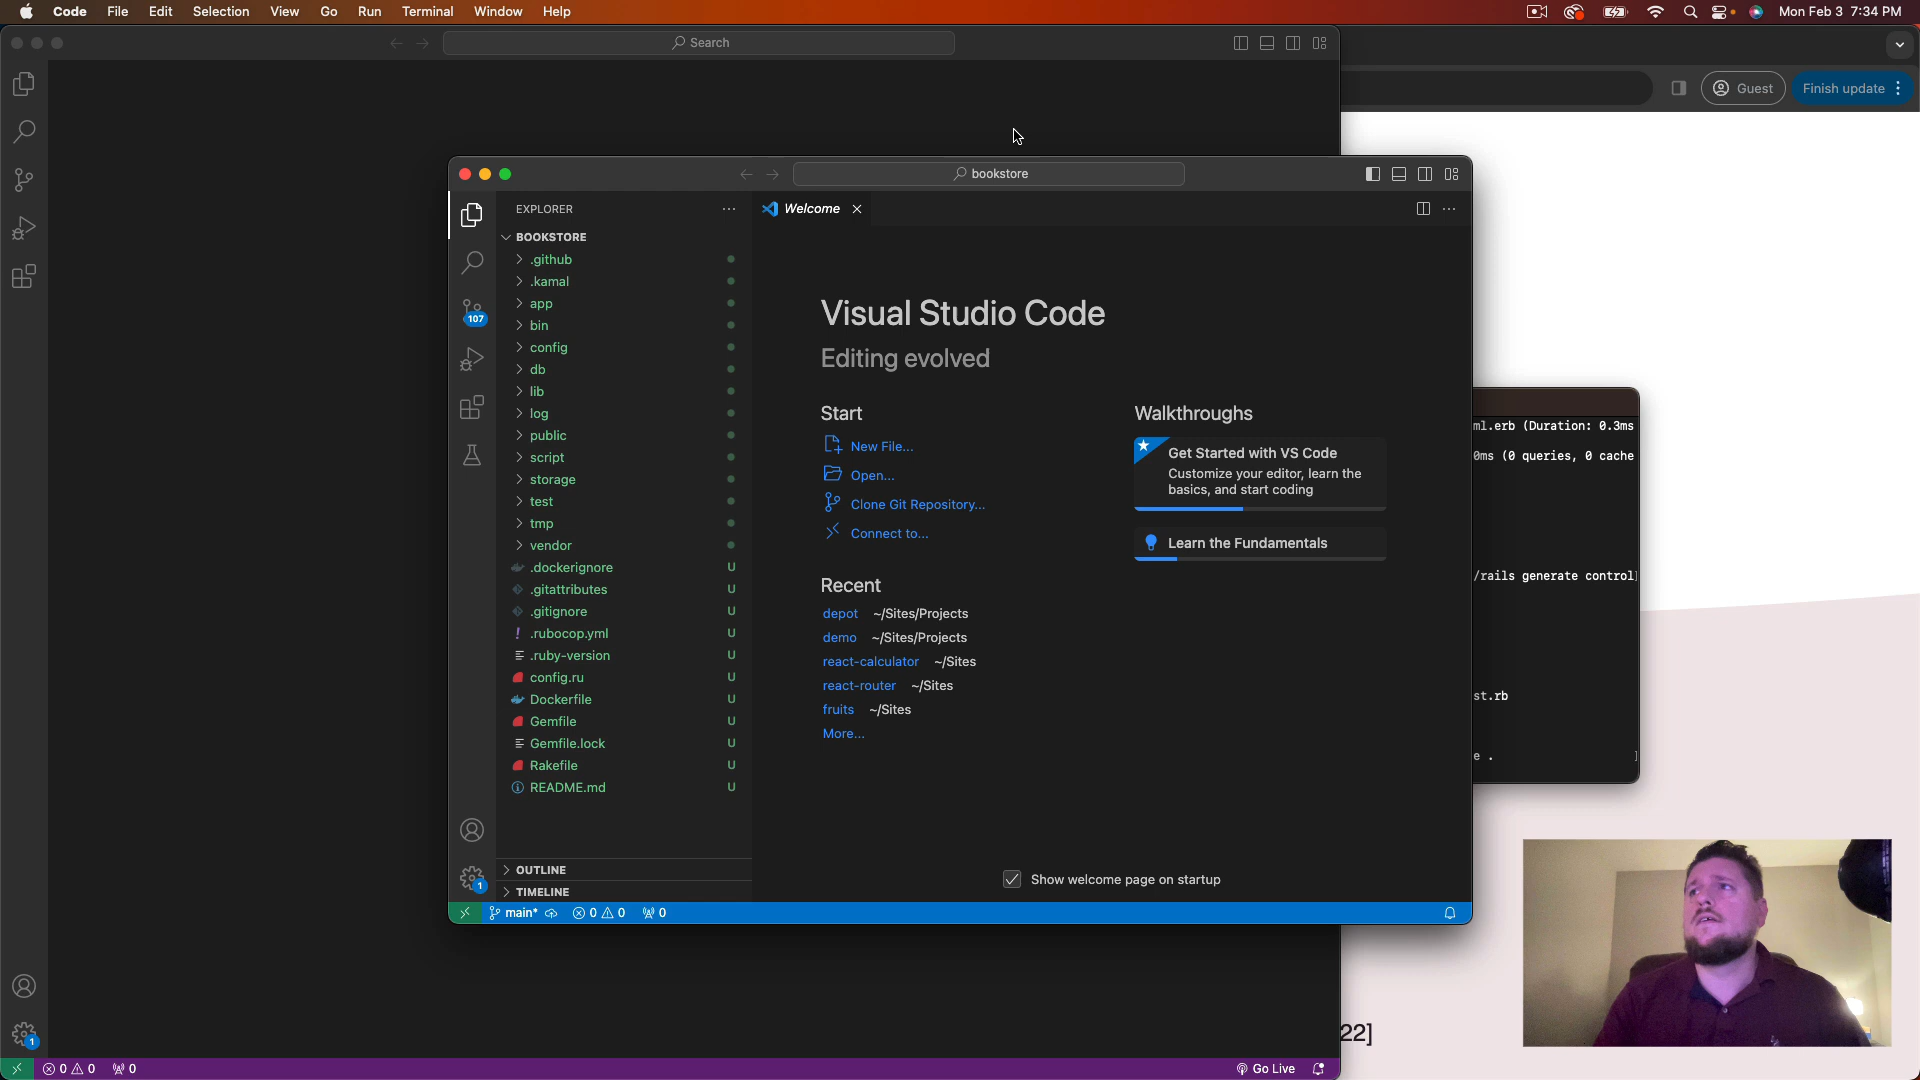 Code File Edit Selection View Go Run Terminal Window Help
Mon Feb 3 7:34 PM
Search
Guest
Finish update
bookstore
EXPLORER
Welcome
BOOKSTORE
.github
.kamal
app
bin
config
db
lib
log
public
script
storage
test
tmp
vendor
.dockerignore U
.gitattributes U
.gitignore U
.rubocop.yml U
.ruby-version U
config.ru U
Dockerfile U
Gemfile U
Gemfile.lock U
Rakefile U
README.md U
107
OUTLINE
TIMELINE
1
main* 0 0 0
Visual Studio Code
Editing evolved
Start
New File...
Open...
Clone Git Repository...
Connect to...
Recent
depot ~/Sites/Projects
demo ~/Sites/Projects
react-calculator ~/Sites
react-router ~/Sites
fruits ~/Sites
More...
Walkthroughs
Get Started with VS Code
Customize your editor, learn the
basics, and start coding
Learn the Fundamentals
Show welcome page on startup
ml.erb (Duration: 0.3ms
0ms (0 queries, 0 cache
/rails generate control]
st.rb
e . ]
22]
1
0 0 0
Go Live